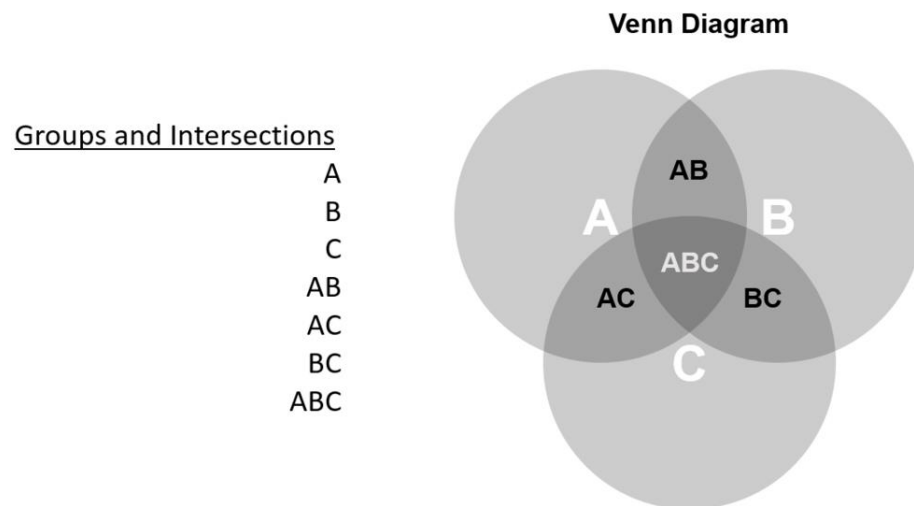 Venn Diagram
Groups and Intersections
A
B
C
AB
AC
BC
ABC
AB
A
B
ABC
AC
BC
C